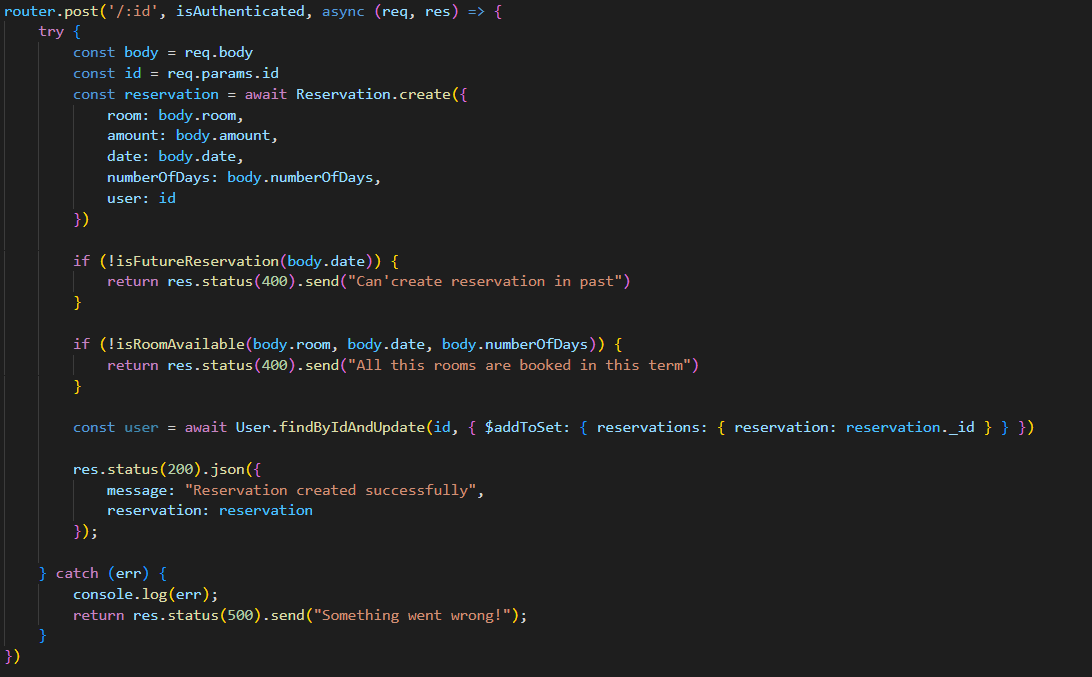 router.post('/:id', isAuthenticated, async (req, res) => {
    try {
        const body = req.body
        const id = req.params.id
        const reservation = await Reservation.create({
            room: body.room,
            amount: body.amount,
            date: body.date,
            numberOfDays: body.numberOfDays,
            user: id
        })

        if (!isFutureReservation(body.date)) {
            return res.status(400).send("Can'create reservation in past")
        }

        if (!isRoomAvailable(body.room, body.date, body.numberOfDays)) {
            return res.status(400).send("All this rooms are booked in this term")
        }

        const user = await User.findByIdAndUpdate(id, { $addToSet: { reservations: { reservation: reservation._id } } })

        res.status(200).json({
            message: "Reservation created successfully",
            reservation: reservation
        });

    } catch (err) {
        console.log(err);
        return res.status(500).send("Something went wrong!");
    }
})